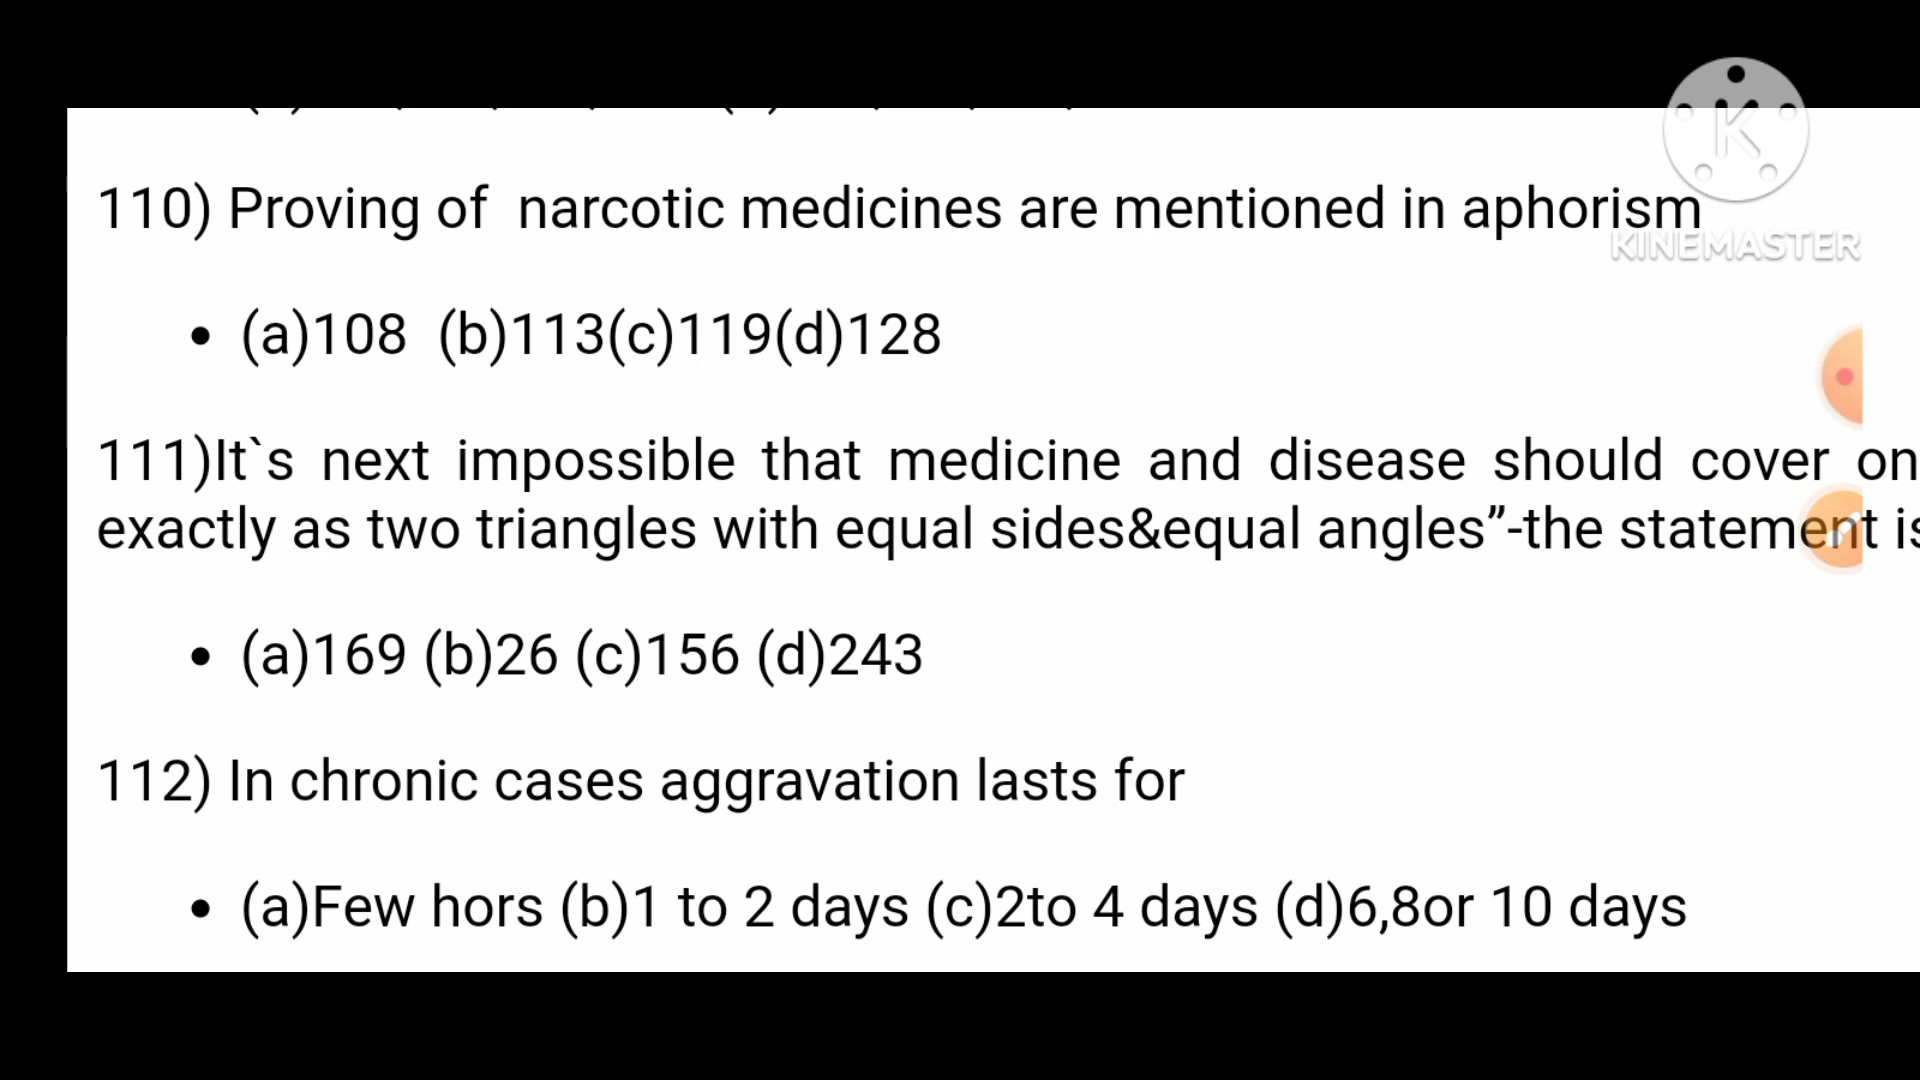 110) Proving of  narcotic medicines are mentioned in aphorism
KINEMASTER
• (a)108  (b)113(c)119(d)128
111)It`s next impossible that medicine and disease should cover on
exactly as two triangles with equal sides&equal angles”-the statement is
• (a)169 (b)26 (c)156 (d)243
112) In chronic cases aggravation lasts for
• (a)Few hors (b)1 to 2 days (c)2to 4 days (d)6,8or 10 days